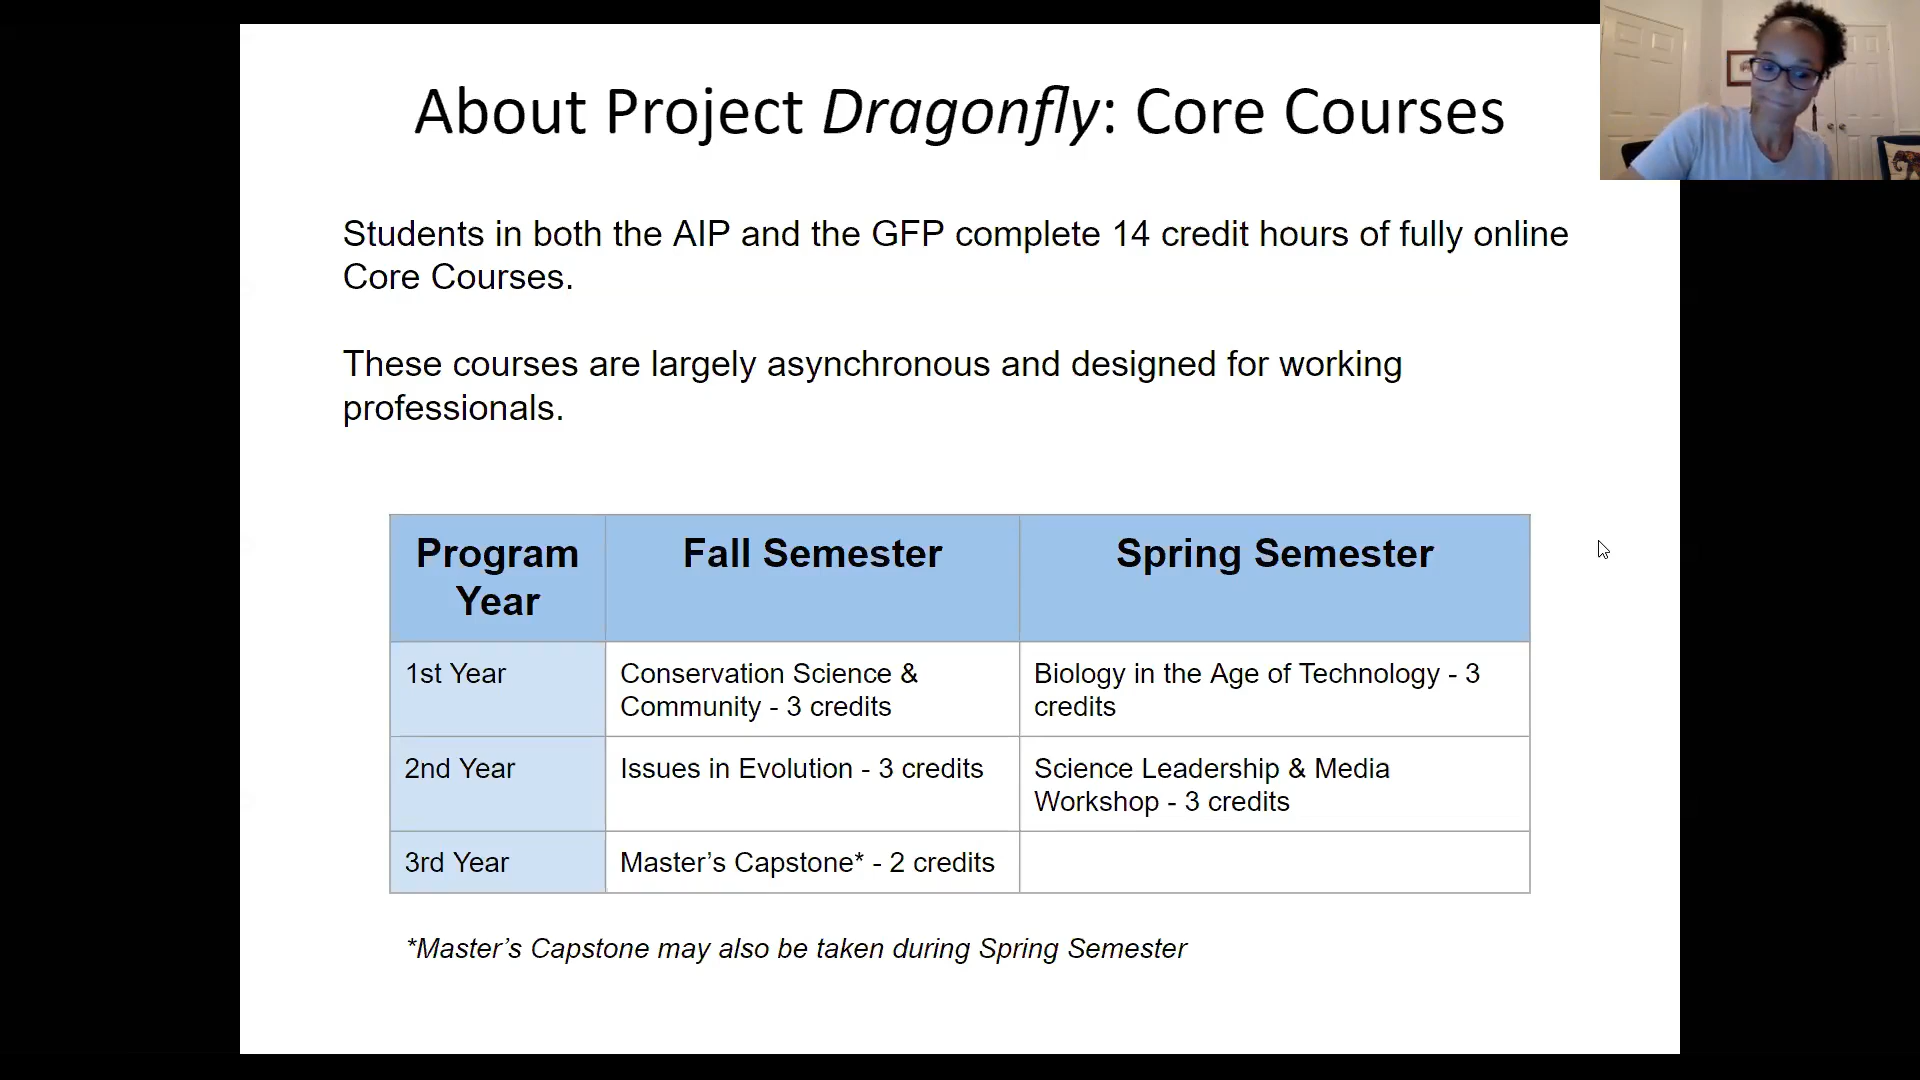 About Project Dragonfly: Core Courses
Students in both the AIP and the GFP complete 14 credit hours of fully online
Core Courses.
These courses are largely asynchronous and designed for working
professionals.
Program
Year
Fall Semester
Spring Semester
1st Year
Conservation Science &
Community - 3 credits
Biology in the Age of Technology - 3
credits
2nd Year
Issues in Evolution - 3 credits
Science Leadership & Media
Workshop - 3 credits
3rd Year
Master’s Capstone* - 2 credits
*Master’s Capstone may also be taken during Spring Semester